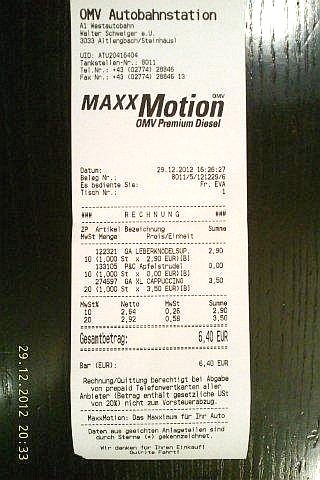 OMV Autobahnstation
A1 Westautobahn
Walter Schweiger e.U.
3033 Altlengbach/Steinhäusl
UID: ATU20416404
Tankstellen-Nr.: 8011
Tel.Nr.: +43 (02774) 28846
Fax Nr.: +43 (02774) 28846 13
MAXX Motion OMV
OMV Premium Diesel
Datum: 29.12.2012 16:26:27
Beleg Nr.: 8011/5/121229/6
Es bediente Sie: Fr. EVA
Tisch Nr.: 1
### RECHNUNG ###
ZP Artikel Bezeichnung Summe
MwSt Menge Preis/Einheit
122321 GA LEBERKNÖDELSUP. 2,90
10 (1,000 St x 2,90 EUR)[B]
133105 P&C Apfelstrudel 0,00
10 (1,000 St x 0,00 EUR)[B]
274697 GA XL CAPPUCCINO 3,50
20 (1,000 St x 3,50 EUR)[B]
MwSt% Netto MwSt Summe
10 2,64 0,26 2,90
20 2,92 0,58 3,50
Gesamtbetrag: 6,40 EUR
Bar (EUR): 6,40 EUR
Rechnung/Quittung berechtigt bei Abgabe
von prepaid Telefonwertkarten aller
Anbieter (Betrag enthält gesetzliche USt
von 20%) nicht zum Vorsteuerabzug.
MaxxMotion: Das Maxximum für Ihr Auto
Daten aus geeichten Anlageteilen sind
durch Sterne (*) gekennzeichnet.
Wir danken für Ihren Einkauf!
Gute Fahrt!
29.12.2012 20:33